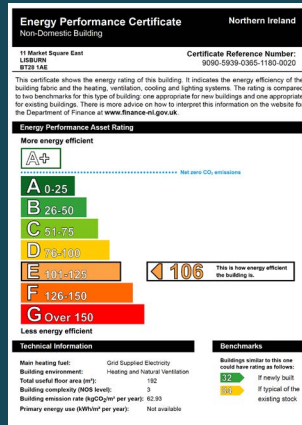 Energy Performance Certificate
Northern Ireland
Non-Domestic Building
11 Market Square East
LISBURN
BT28 1AE
Certificate Reference Number:
9090-5939-0365-1180-0020
This certificate shows the energy rating of this building. It indicates the energy efficiency of the
building fabric and the heating, ventilation, cooling and lighting systems. The rating is compared
to two benchmarks for this type of building: one appropriate for new buildings and one appropriate
for existing buildings. There is more advice on how to interpret this information on the website for
the Department of Finance at www.finance-ni.gov.uk.
Energy Performance Asset Rating
More energy efficient
A+
Net zero CO₂ emissions
A 0-25
B 26-50
C 51-75
D 76-100
E 101-125
106
This is how energy efficient
the building is.
F 126-150
G Over 150
Less energy efficient
Technical Information
Main heating fuel: Grid Supplied Electricity
Building environment: Heating and Natural Ventilation
Total useful floor area (m²): 192
Building complexity (NOS level): 3
Building emission rate (kgCO₂/m² per year): 62.93
Primary energy use (kWh/m² per year): Not available
Benchmarks
Buildings similar to this one
could have rating as follows:
32 If newly built
If typical of the
existing stock